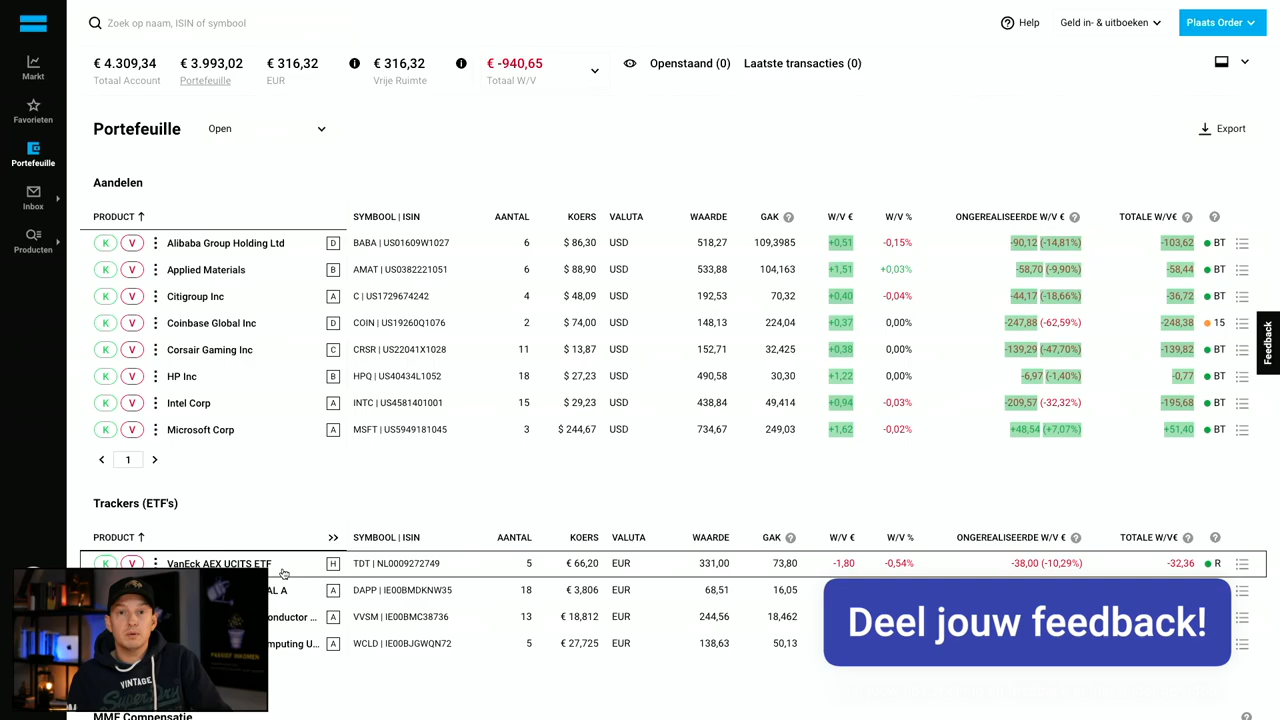 Zoek op naam, ISIN of symbool
Help
Geld in- & uitboeken
Plaats Order
Markt
Favorieten
Portefeuille
Inbox
Producten
€ 4.309,34
Totaal Account
€ 3.993,02
Portefeuille
€ 316,32
EUR
€ 316,32
Vrije Ruimte
€ -940,65
Totaal W/V
Openstaand (0)
Laatste transacties (0)
Portefeuille
Open
Export
Aandelen
PRODUCT SYMBOOL | ISIN AANTAL KOERS VALUTA WAARDE GAK W/V € W/V % ONGEREALISEERDE W/V € TOTALE W/V€
K V Alibaba Group Holding Ltd D BABA | US01609W1027 6 $ 86,30 USD 518,27 109,3985 +0,51 -0,15% -90,12 (-14,81%) -103,62 BT
K V Applied Materials B AMAT | US0382221051 6 $ 88,90 USD 533,88 104,163 +1,51 +0,03% -58,70 (-9,90%) -58,44 BT
K V Citigroup Inc A C | US1729674242 4 $ 48,09 USD 192,53 70,32 +0,40 -0,04% -44,17 (-18,66%) -36,72 BT
K V Coinbase Global Inc D COIN | US19260Q1076 2 $ 74,00 USD 148,13 224,04 +0,37 0,00% -247,88 (-62,59%) -248,38 15
K V Corsair Gaming Inc C CRSR | US22041X1028 11 $ 13,87 USD 152,71 32,425 +0,38 0,00% -139,29 (-47,70%) -139,82 BT
K V HP Inc B HPQ | US40434L1052 18 $ 27,23 USD 490,58 30,30 +1,22 0,00% -6,97 (-1,40%) -0,77 BT
K V Intel Corp A INTC | US4581401001 15 $ 29,23 USD 438,84 49,414 +0,94 -0,03% -209,57 (-32,32%) -195,68 BT
K V Microsoft Corp A MSFT | US5949181045 3 $ 244,67 USD 734,67 249,03 +1,62 -0,02% +48,54 (+7,07%) +51,40 BT
1
Feedback
Trackers (ETF's)
PRODUCT SYMBOOL | ISIN AANTAL KOERS VALUTA WAARDE GAK W/V € W/V % ONGEREALISEERDE W/V € TOTALE W/V€
K V VanEck AEX UCITS ETF H TDT | NL0009272749 5 € 66,20 EUR 331,00 73,80 -1,80 -0,54% -38,00 (-10,29%) -32,36 R
AL A A DAPP | IE00BMDKNW35 18 € 3,806 EUR 68,51 16,05
onductor ... A VVSM | IE00BMC38736 13 € 18,812 EUR 244,56 18,462
mputing U... A WCLD | IE00BJGWQN72 5 € 27,725 EUR 138,63 50,13
Deel jouw feedback!
PASSIEF INKOMEN
VINTAGE
Superdry
MMF Compensatie